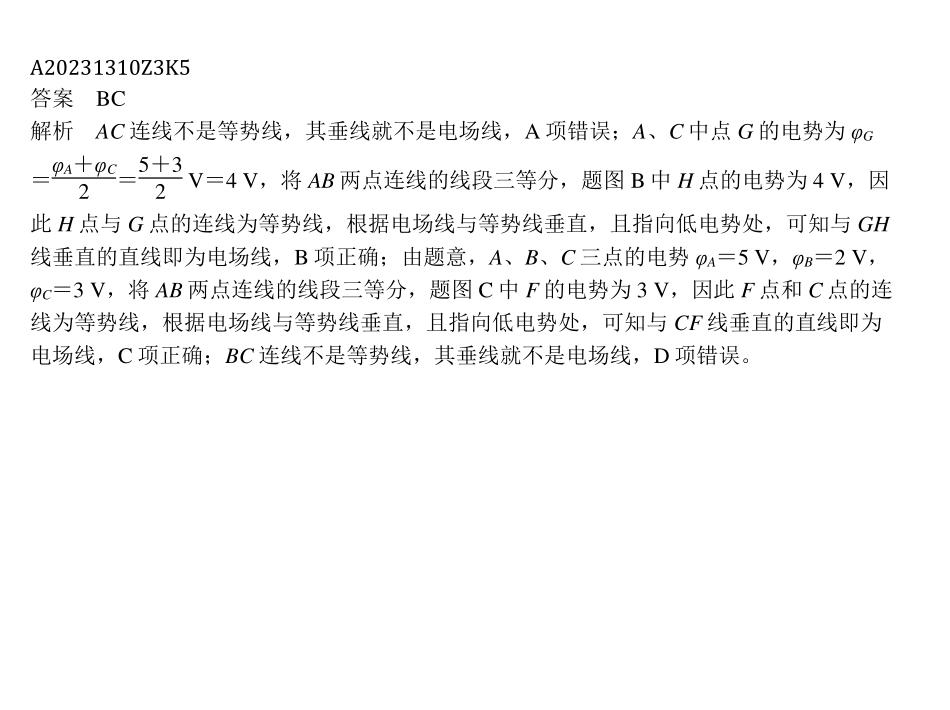 A20231310Z3K5
答案　BC
解析　AC连线不是等势线，其垂线就不是电场线，A 项错误；A、C 中点 G 的电势为 φG
＝φA＋φC/2＝5＋3/2 V＝4 V，将 AB 两点连线的线段三等分，题图 B 中 H 点的电势为 4 V，因
此 H 点与 G 点的连线为等势线，根据电场线与等势线垂直，且指向低电势处，可知与 GH
线垂直的直线即为电场线，B 项正确；由题意，A、B、C 三点的电势 φA＝5 V，φB＝2 V，
φC＝3 V，将 AB 两点连线的线段三等分，题图 C 中 F 的电势为 3 V，因此 F 点和 C 点的连
线为等势线，根据电场线与等势线垂直，且指向低电势处，可知与 CF 线垂直的直线即为
电场线，C 项正确；BC 连线不是等势线，其垂线就不是电场线，D 项错误。